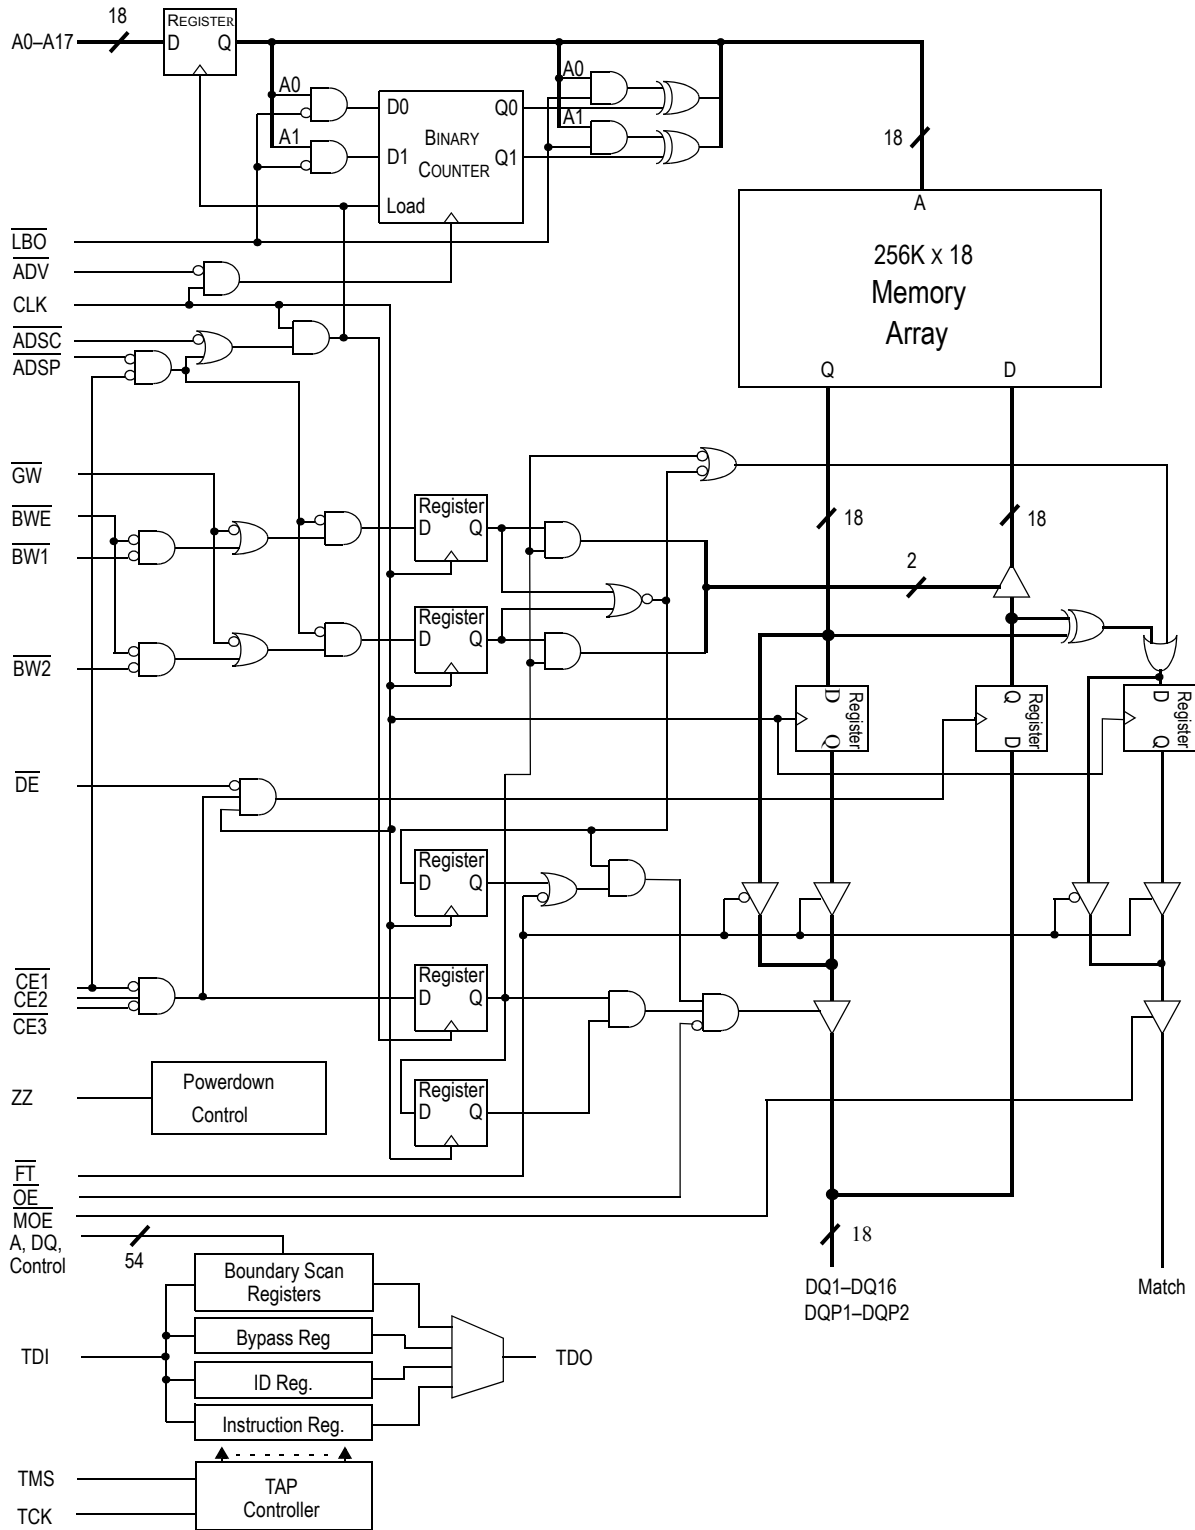 18
A0–A17
REGISTER
D Q
A0
A1
D0
D1
Load
BINARY
COUNTER
Q0
Q1
A0
A1
18
A
256K x 18
Memory
Array
Q D
LBO
ADV
CLK
ADSC
ADSP
GW
BWE
BW1
BW2
Register
D Q
Register
D Q
18
18
2
D
Q
Register
Q
D
Register
D
Q
Register
DE
Register
D Q
CE1
CE2
CE3
Register
D Q
ZZ
Powerdown
Control
Register
D Q
FT
OE
MOE
A, DQ,
Control
54
18
DQ1–DQ16
DQP1–DQP2
Match
Boundary Scan
Registers
Bypass Reg
TDI
TDO
ID Reg.
Instruction Reg.
TMS
TCK
TAP
Controller